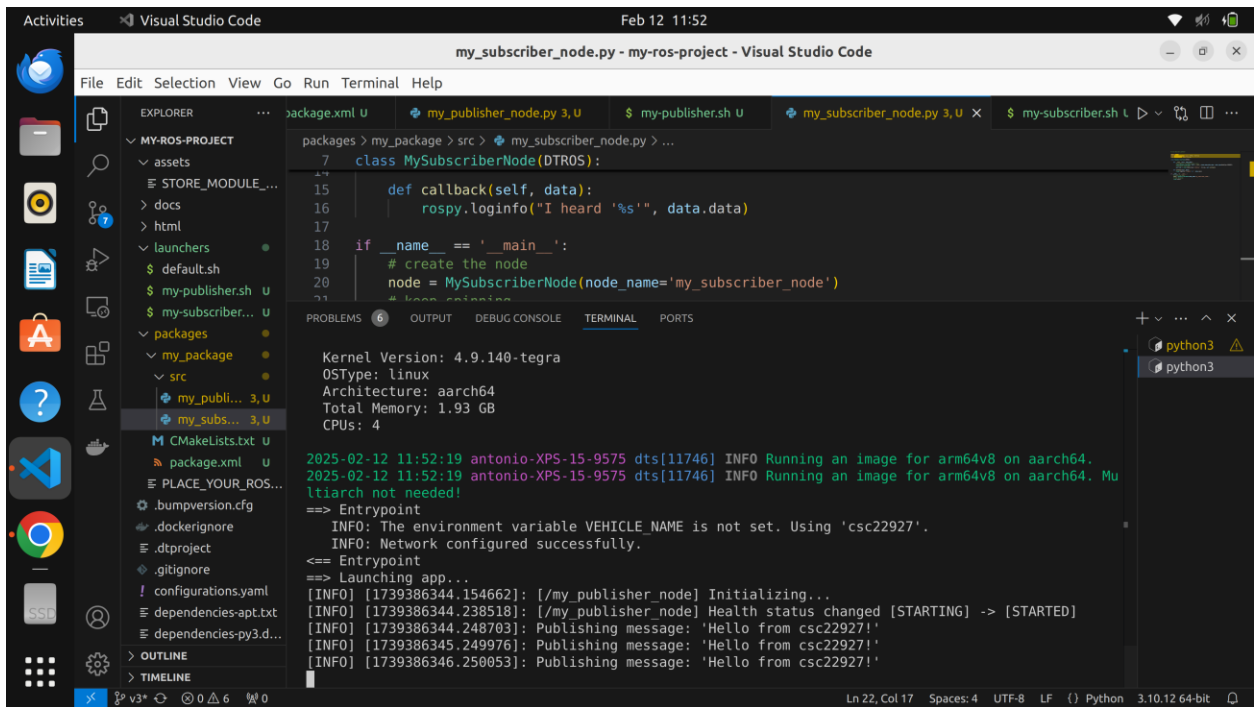 Activities
Visual Studio Code
Feb 12 11:52
my_subscriber_node.py - my-ros-project - Visual Studio Code
File Edit Selection View Go Run Terminal Help
EXPLORER
package.xml U
my_publisher_node.py 3, U
$ my-publisher.sh U
my_subscriber_node.py 3, U
$ my-subscriber.sh U
MY-ROS-PROJECT
assets
STORE_MODULE_...
docs
html
launchers
$ default.sh
$ my-publisher.sh U
$ my-subscriber... U
packages
my_package
src
my_publi... 3, U
my_subs... 3, U
CMakeLists.txt U
package.xml U
PLACE_YOUR_ROS...
.bumpversion.cfg
.dockerignore
.dtproject
.gitignore
! configurations.yaml
dependencies-apt.txt
dependencies-py3.d...
OUTLINE
TIMELINE
7
SSD
packages > my_package > src > my_subscriber_node.py > ...
7 class MySubscriberNode(DTROS):
14
15 def callback(self, data):
16 rospy.loginfo("I heard '%s'", data.data)
17
18 if __name__ == '__main__':
19 # create the node
20 node = MySubscriberNode(node_name='my_subscriber_node')
21 # keep spinning
PROBLEMS 6 OUTPUT DEBUG CONSOLE TERMINAL PORTS
python3
python3
Kernel Version: 4.9.140-tegra
OSType: linux
Architecture: aarch64
Total Memory: 1.93 GB
CPUs: 4
2025-02-12 11:52:19 antonio-XPS-15-9575 dts[11746] INFO Running an image for arm64v8 on aarch64.
2025-02-12 11:52:19 antonio-XPS-15-9575 dts[11746] INFO Running an image for arm64v8 on aarch64. Mu
ltiarch not needed!
==> Entrypoint
INFO: The environment variable VEHICLE_NAME is not set. Using 'csc22927'.
INFO: Network configured successfully.
<== Entrypoint
==> Launching app...
[INFO] [1739386344.154662]: [/my_publisher_node] Initializing...
[INFO] [1739386344.238518]: [/my_publisher_node] Health status changed [STARTING] -> [STARTED]
[INFO] [1739386344.248703]: Publishing message: 'Hello from csc22927!'
[INFO] [1739386345.249976]: Publishing message: 'Hello from csc22927!'
[INFO] [1739386346.250053]: Publishing message: 'Hello from csc22927!'
v3* 0 6 0
Ln 22, Col 17 Spaces: 4 UTF-8 LF {} Python 3.10.12 64-bit